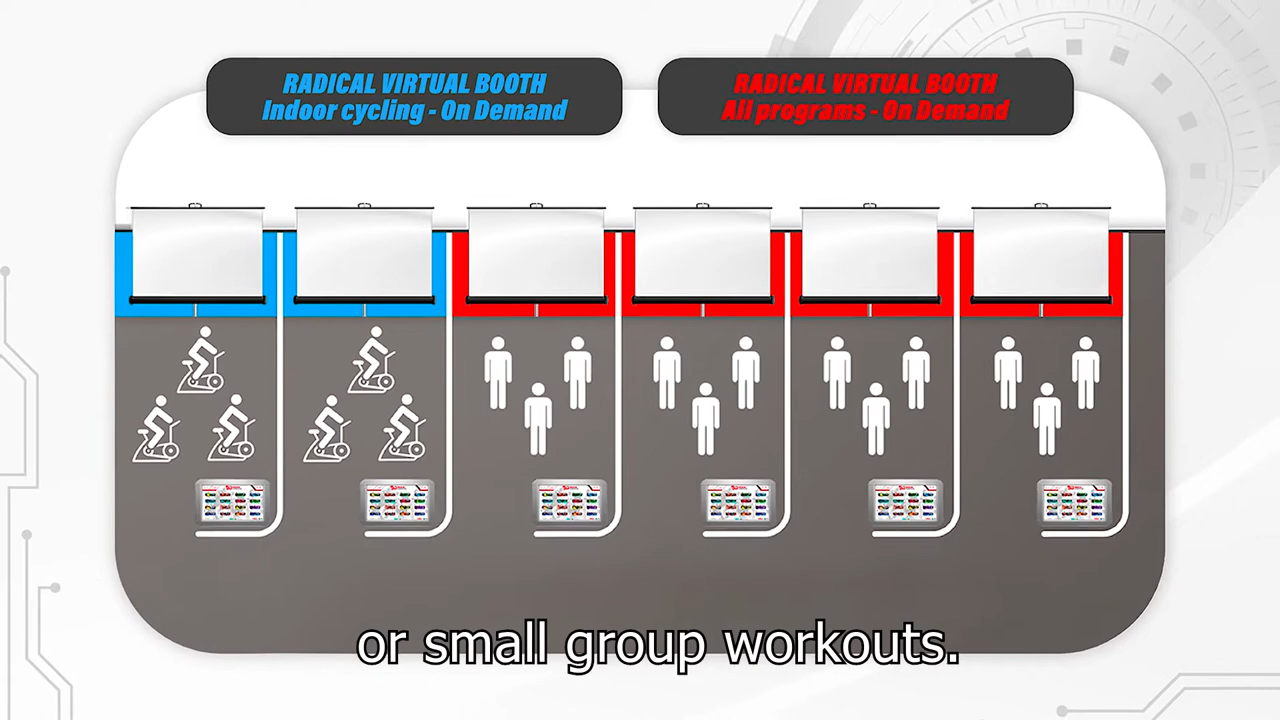 RADICAL VIRTUAL BOOTH
Indoor cycling - On Demand
RADICAL VIRTUAL BOOTH
All programs - On Demand
or small group workouts.